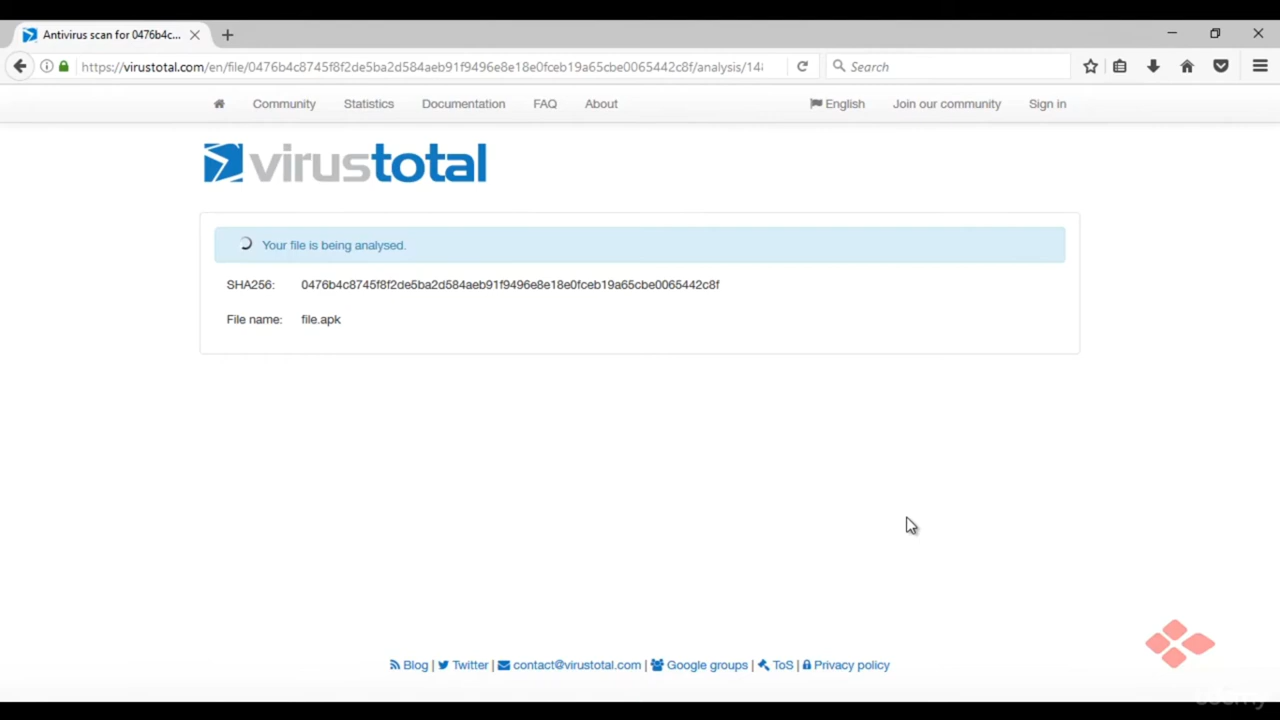 Antivirus scan for 0476b4c...
https://virustotal.com/en/file/0476b4c8745f8f2de5ba2d584aeb91f9496e8e18e0fceb19a65cbe0065442c8f/analysis/14
Search
Community Statistics Documentation FAQ About English Join our community Sign in
virustotal
Your file is being analysed.
SHA256: 0476b4c8745f8f2de5ba2d584aeb91f9496e8e18e0fceb19a65cbe0065442c8f
File name: file.apk
Blog | Twitter | contact@virustotal.com | Google groups | ToS | Privacy policy
udemy